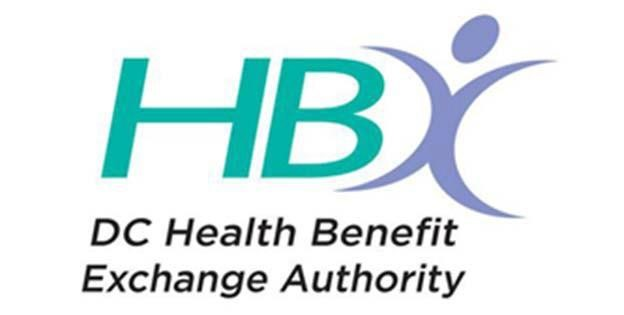 HBX
DC Health Benefit
Exchange Authority